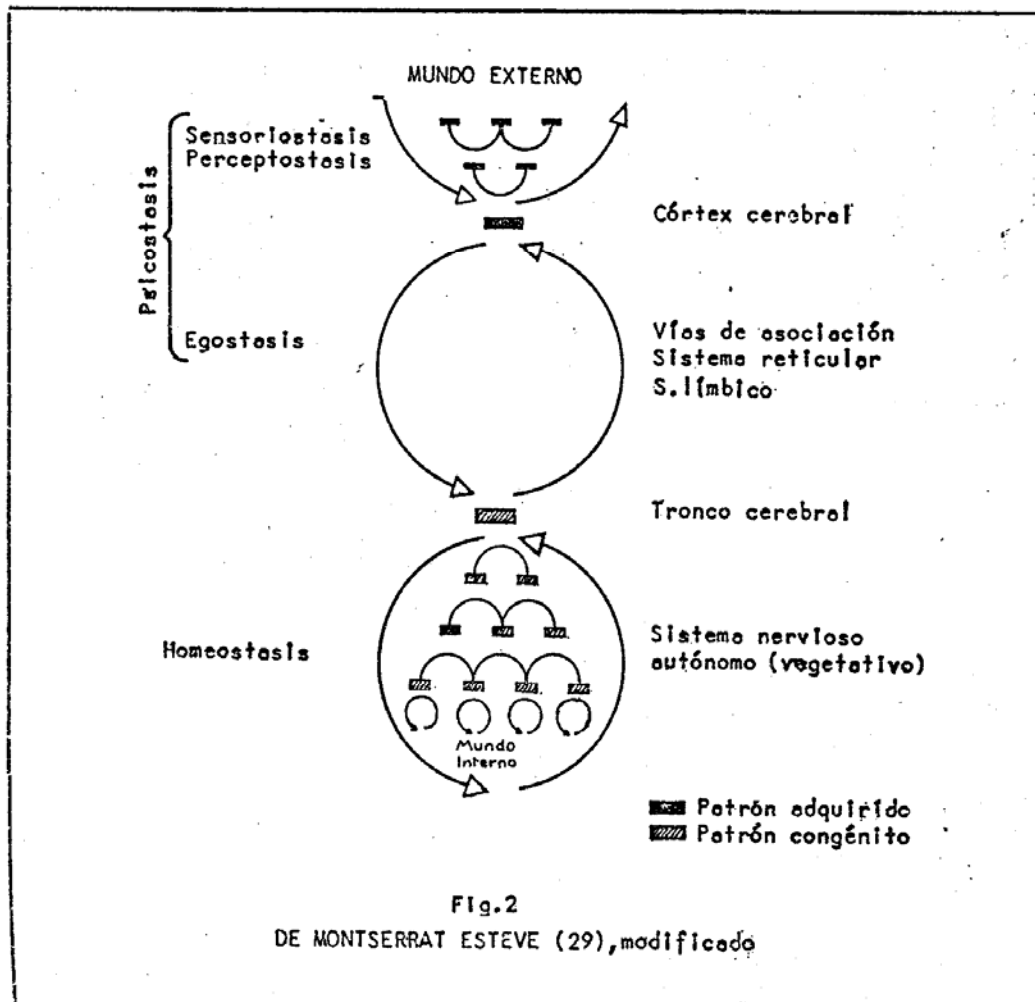 MUNDO EXTERNO
Sensoriostasis
Perceptostasis
Psicostasis
Córtex cerebral
Egostasis
Vías de asociación
Sistema reticular
S.límbico
Tronco cerebral
Homeostasis
Sistema nervioso
autónomo (vegetativo)
Mundo
Interno
Patrón adquirido
Patrón congénito
Fig.2
DE MONTSERRAT ESTEVE (29),modificado